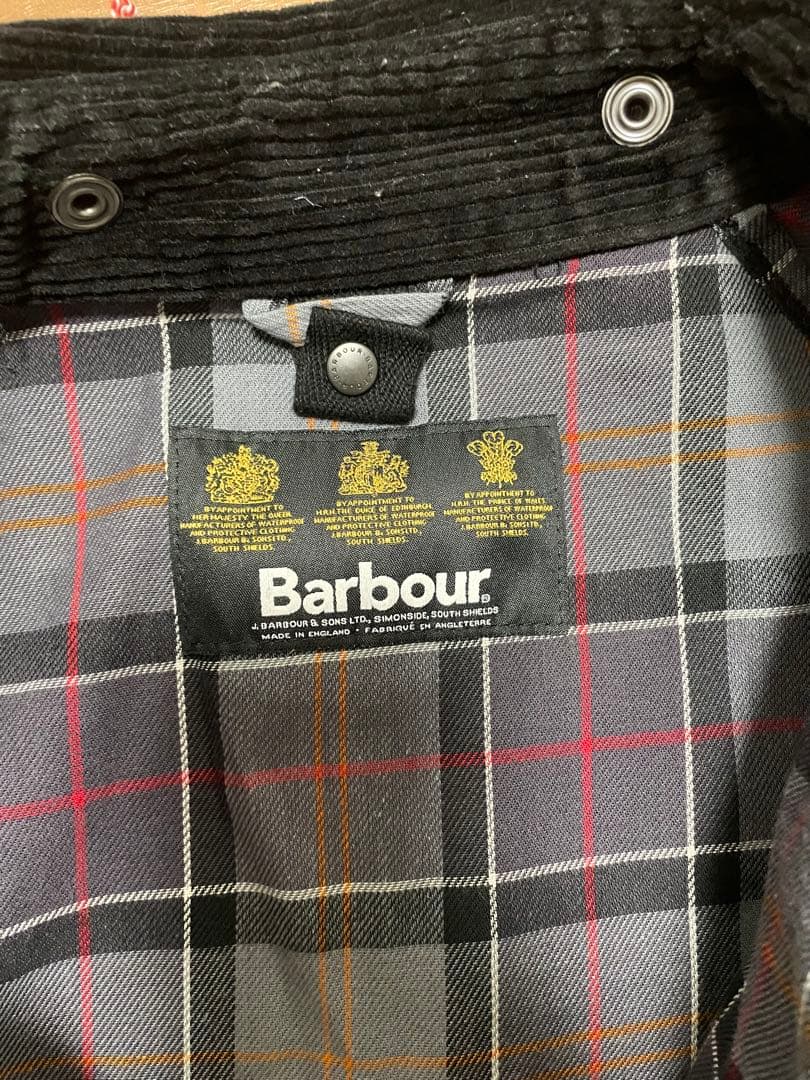 BARBOUR
BY APPOINTMENT TO
HER MAJESTY THE QUEEN
MANUFACTURERS OF WATERPROOF
AND PROTECTIVE CLOTHING
J.BARBOUR & SONS LTD,
SOUTH SHIELDS.
BY APPOINTMENT TO
H.R.H. THE DUKE OF EDINBURGH
MANUFACTURERS OF WATERPROOF
AND PROTECTIVE CLOTHING
J.BARBOUR & SONS LTD,
SOUTH SHIELDS.
BY APPOINTMENT TO
H.R.H. THE PRINCE OF WALES
MANUFACTURERS OF WATERPROOF
AND PROTECTIVE CLOTHING
J.BARBOUR & SONS LTD,
SOUTH SHIELDS.
Barbour®
J. BARBOUR & SONS LTD., SIMONSIDE, SOUTH SHIELDS
MADE IN ENGLAND • FABRIQUÉ EN ANGLETERRE